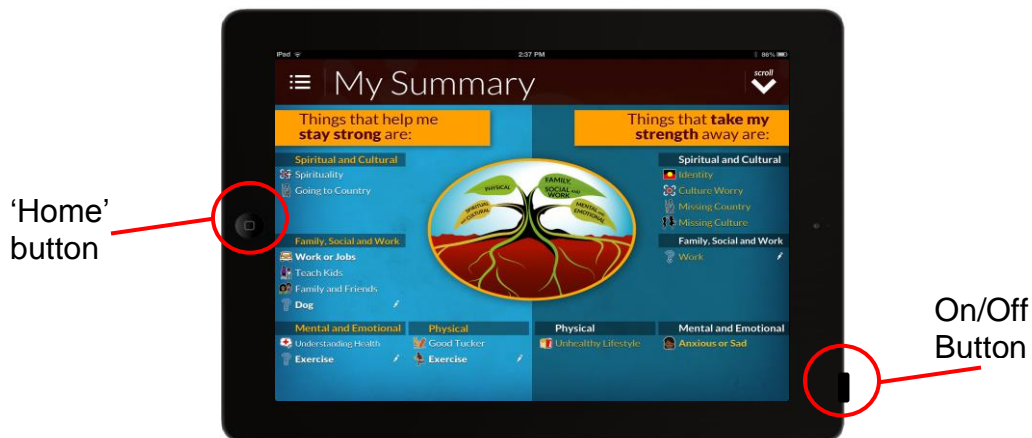 iPad
2:37 PM
86%
My Summary
scroll
Things that help me
stay strong are:
Things that take my
strength away are:
Spiritual and Cultural
Spirituality
Going to Country
Family, Social and Work
Work or Jobs
Teach Kids
Family and Friends
Dog
Mental and Emotional
Understanding Health
Exercise
Physical
Good Tucker
Exercise
SPIRITUAL
AND CULTURAL
PHYSICAL
FAMILY,
SOCIAL AND
WORK
MENTAL AND
EMOTIONAL
Spiritual and Cultural
Identity
Culture Worry
Missing Country
Missing Culture
Family, Social and Work
Work
Physical
Unhealthy Lifestyle
Mental and Emotional
Anxious or Sad
‘Home’
button
On/Off
Button